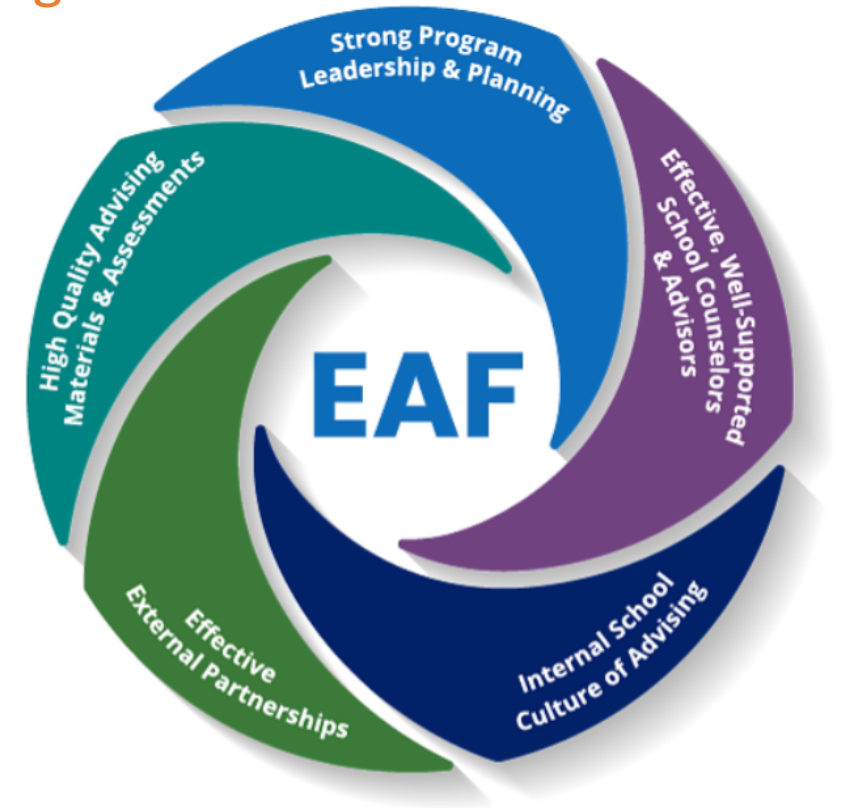 g
Strong Program
Leadership & Planning
Effective, Well-Supported
School Counselors
& Advisors
Internal School
Culture of Advising
Effective
External Partnerships
High Quality Advising
Materials & Assessments
EAF